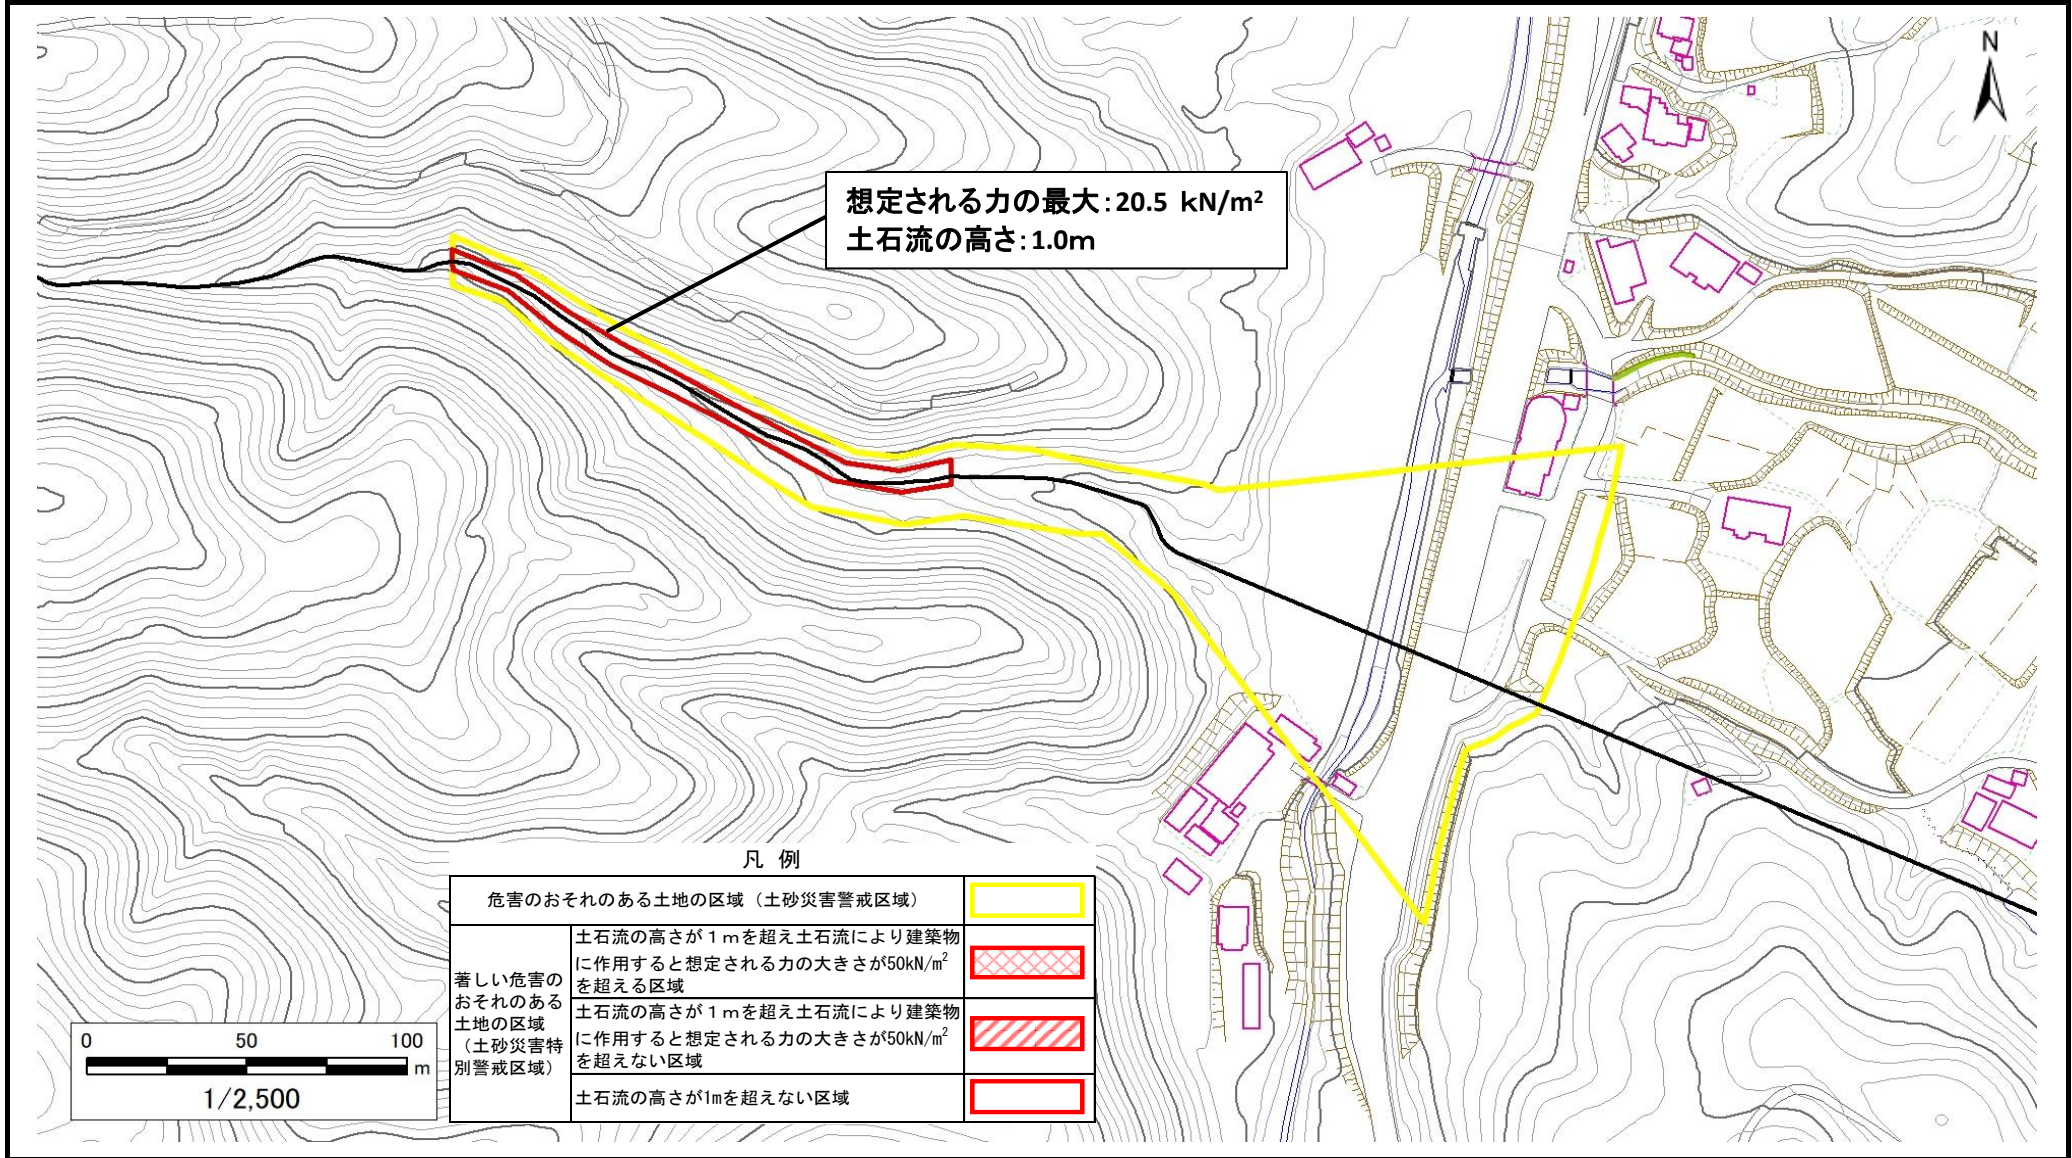 N
想定される力の最大：20.5 kN/m²
土石流の高さ：1.0m
凡 例
危害のおそれのある土地の区域（土砂災害警戒区域）
著しい危害の
おそれのある
土地の区域
（土砂災害特
別警戒区域）
土石流の高さが１ｍを超え土石流により建築物
に作用すると想定される力の大きさが50kN/m²
を超える区域
土石流の高さが１ｍを超え土石流により建築物
に作用すると想定される力の大きさが50kN/m²
を超えない区域
土石流の高さが1mを超えない区域
0 50 100
m
1/2,500